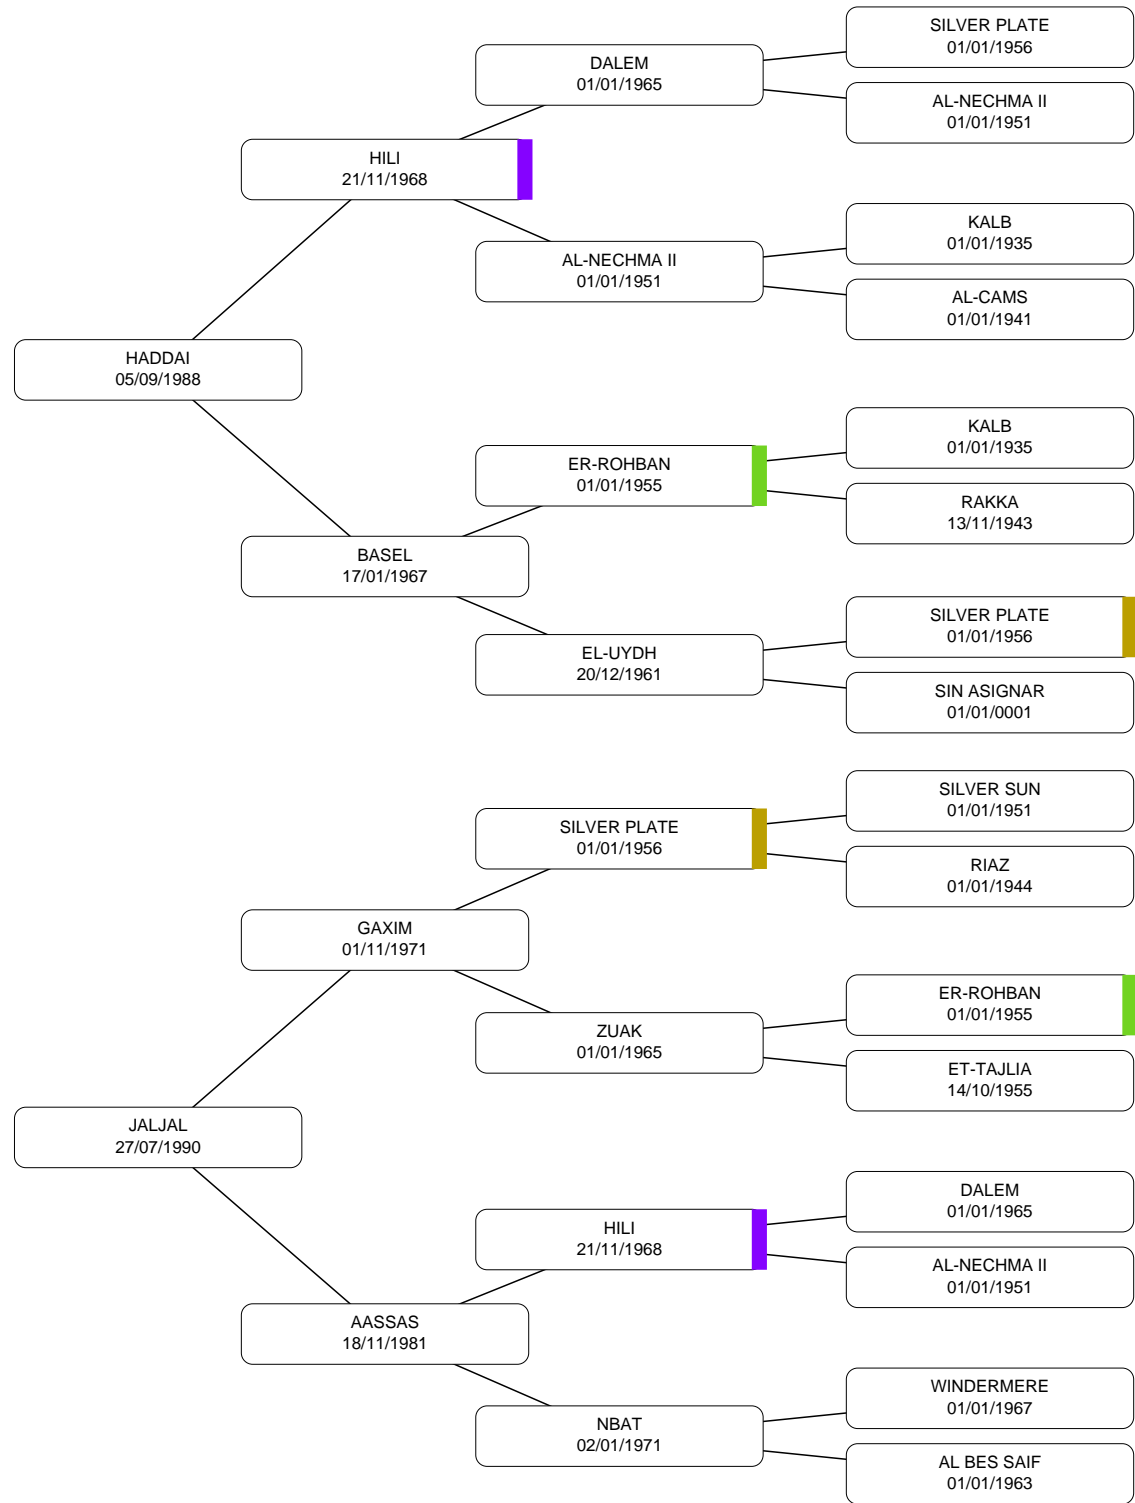 SILVER PLATE
01/01/1956
DALEM
01/01/1965
AL-NECHMA II
01/01/1951
HILI
21/11/1968
KALB
01/01/1935
AL-NECHMA II
01/01/1951
AL-CAMS
01/01/1941
HADDAI
05/09/1988
KALB
01/01/1935
ER-ROHBAN
01/01/1955
RAKKA
13/11/1943
BASEL
17/01/1967
SILVER PLATE
01/01/1956
EL-UYDH
20/12/1961
SIN ASIGNAR
01/01/0001
SILVER SUN
01/01/1951
SILVER PLATE
01/01/1956
RIAZ
01/01/1944
GAXIM
01/11/1971
ER-ROHBAN
01/01/1955
ZUAK
01/01/1965
ET-TAJLIA
14/10/1955
JALJAL
27/07/1990
DALEM
01/01/1965
HILI
21/11/1968
AL-NECHMA II
01/01/1951
AASSAS
18/11/1981
WINDERMERE
01/01/1967
NBAT
02/01/1971
AL BES SAIF
01/01/1963